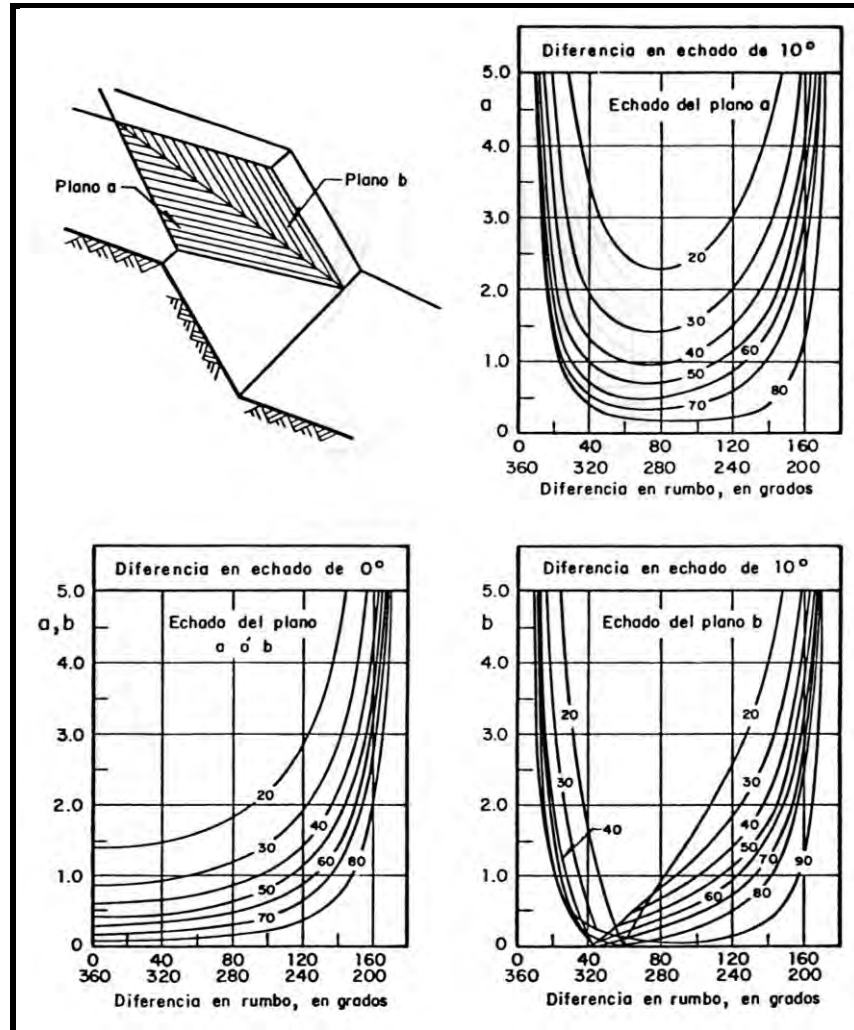 Plano a
Plano b
Diferencia en echado de 10°
Echado del plano a
a
5.0
4.0
3.0
2.0
1.0
0
20
30
40
50
60
70
80
0 40 80 120 160
360 320 280 240 200
Diferencia en rumbo, en grados
Diferencia en echado de 0°
Echado del plano
a ó b
a,b
5.0
4.0
3.0
2.0
1.0
0
20
30
40
50
60
70
80
0 40 80 120 160
360 320 280 240 200
Diferencia en rumbo, en grados
Diferencia en echado de 10°
Echado del plano b
b
5.0
4.0
3.0
2.0
1.0
0
20
20
30
30
40
40
50
60
70
80
90
0 40 80 120 160
360 320 280 240 200
Diferencia en rumbo, en grados